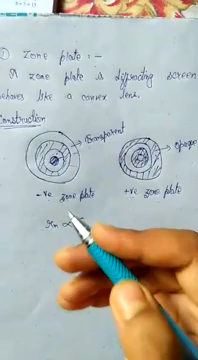 ① Zone plate :-
A zone plate is diffracting screen
behaves like a convex lens.
Construction
transparent
opaque
-ve zone plate
+ve zone plate
rn ∝